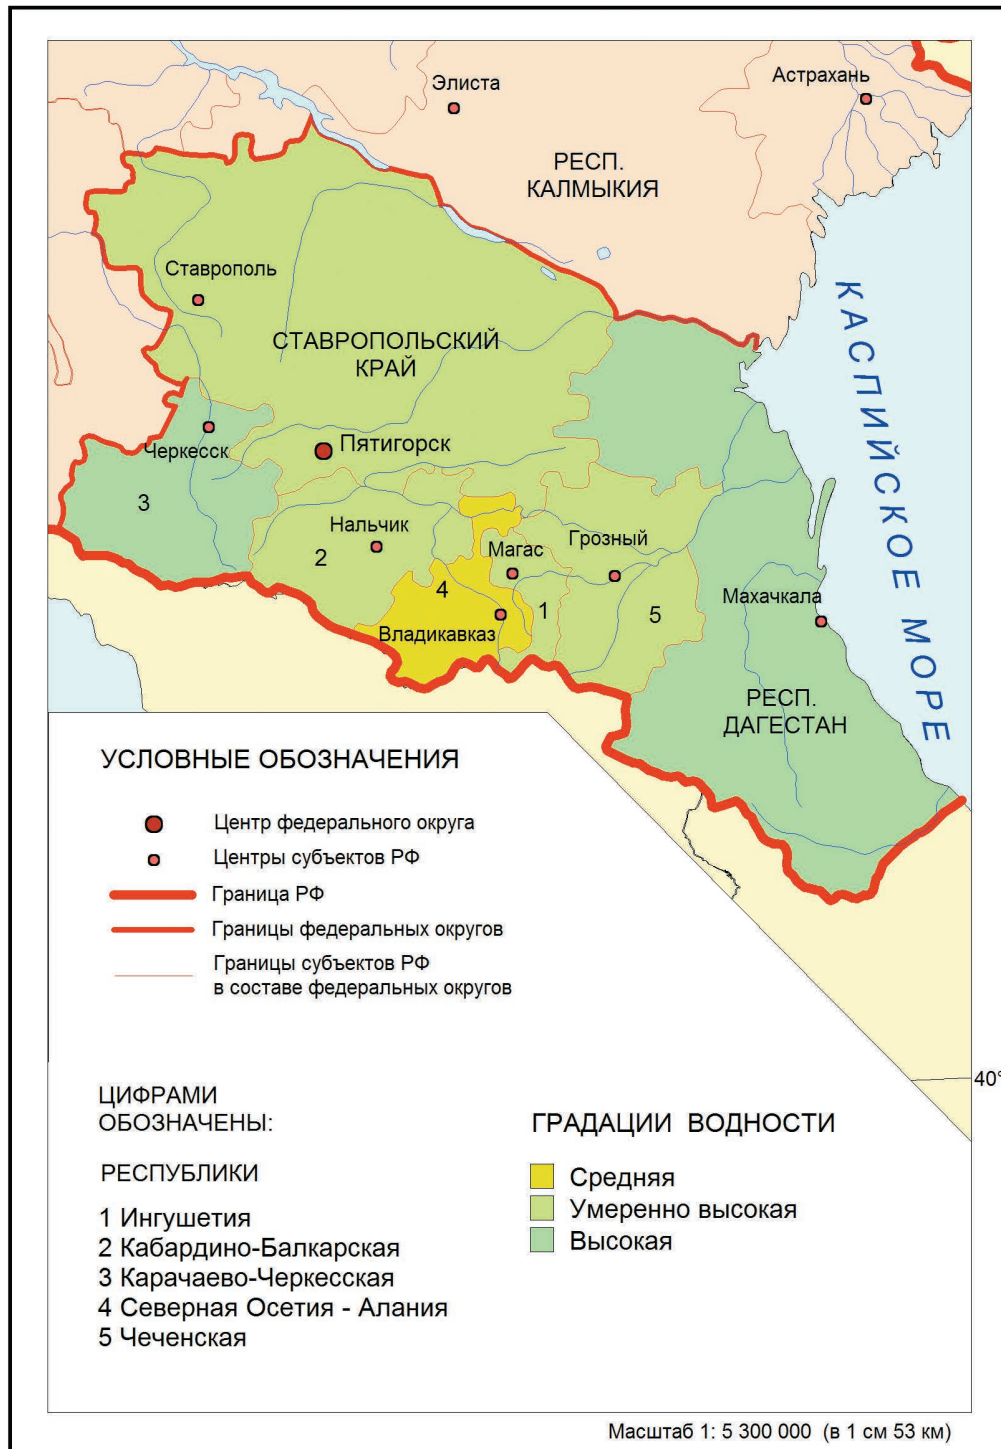 Элиста
Астрахань
РЕСП.
КАЛМЫКИЯ
Ставрополь
СТАВРОПОЛЬСКИЙ
КРАЙ
КАСПИЙСКОЕ МОРЕ
Черкесск
Пятигорск
3
Нальчик
2
Магас
Грозный
4
1
5
Владикавказ
Махачкала
РЕСП.
ДАГЕСТАН
УСЛОВНЫЕ ОБОЗНАЧЕНИЯ
Центр федерального округа
Центры субъектов РФ
Граница РФ
Границы федеральных округов
Границы субъектов РФ
в составе федеральных округов
40°
ЦИФРАМИ
ОБОЗНАЧЕНЫ:
РЕСПУБЛИКИ
1 Ингушетия
2 Кабардино-Балкарская
3 Карачаево-Черкесская
4 Северная Осетия - Алания
5 Чеченская
ГРАДАЦИИ ВОДНОСТИ
Средняя
Умеренно высокая
Высокая
Масштаб 1: 5 300 000 (в 1 см 53 км)